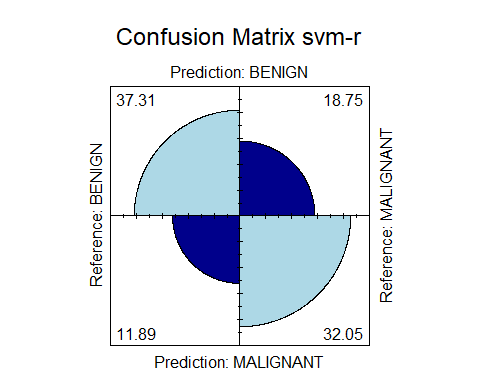 Confusion Matrix svm-r
Prediction: BENIGN
37.31
18.75
Reference: BENIGN
Reference: MALIGNANT
11.89
32.05
Prediction: MALIGNANT